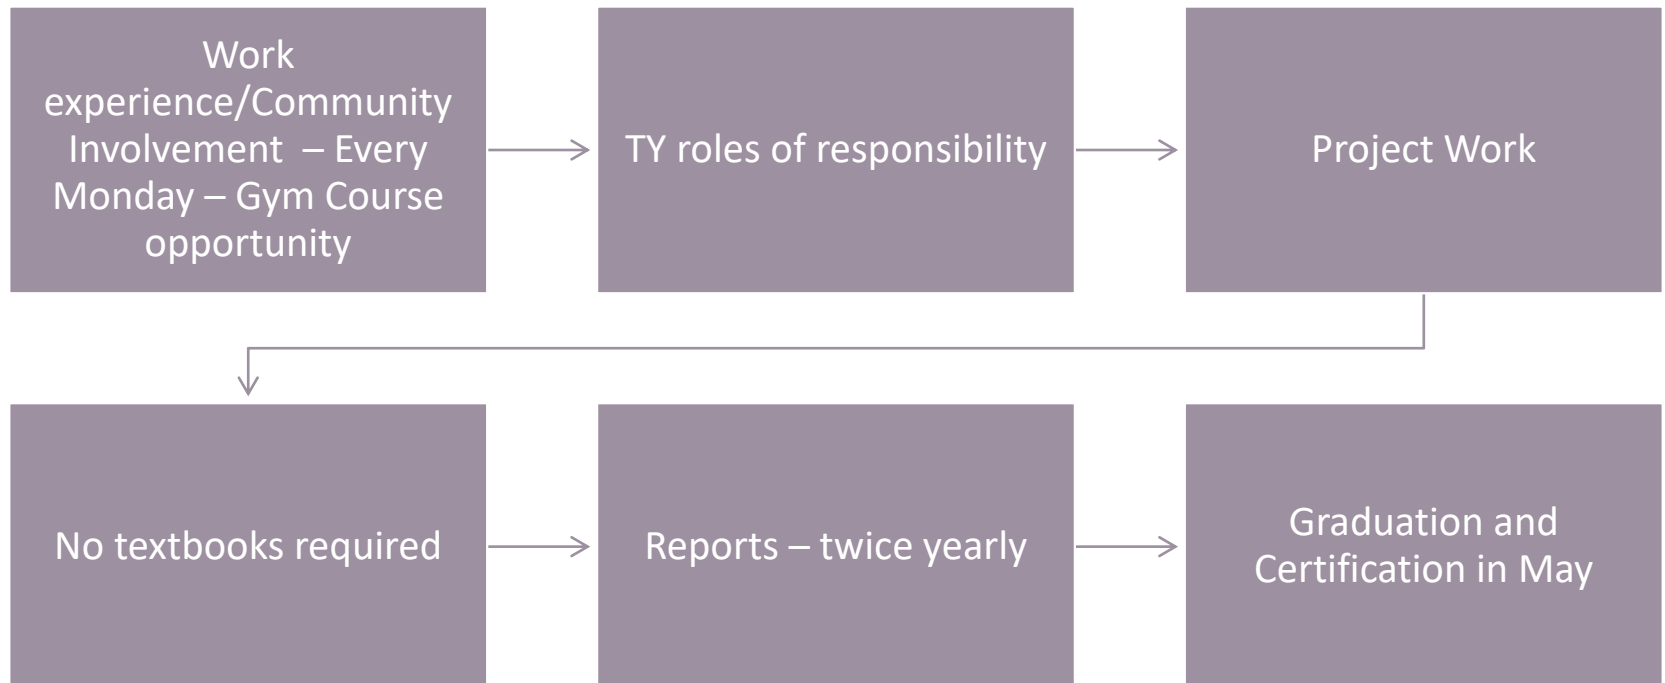 Work
experience/Community
Involvement – Every
Monday – Gym Course
opportunity
TY roles of responsibility
Project Work
No textbooks required
Reports – twice yearly
Graduation and
Certification in May